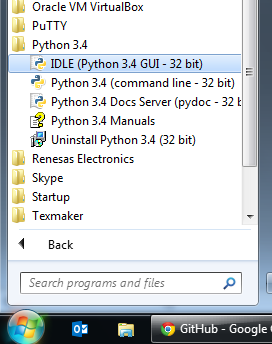 Oracle VM VirtualBox
PuTTY
Python 3.4
IDLE (Python 3.4 GUI - 32 bit)
Python 3.4 (command line - 32 bit)
Python 3.4 Docs Server (pydoc - 32 b
Python 3.4 Manuals
Uninstall Python 3.4 (32 bit)
Renesas Electronics
Skype
Startup
Texmaker
Back
Search programs and files
GitHub - Google C